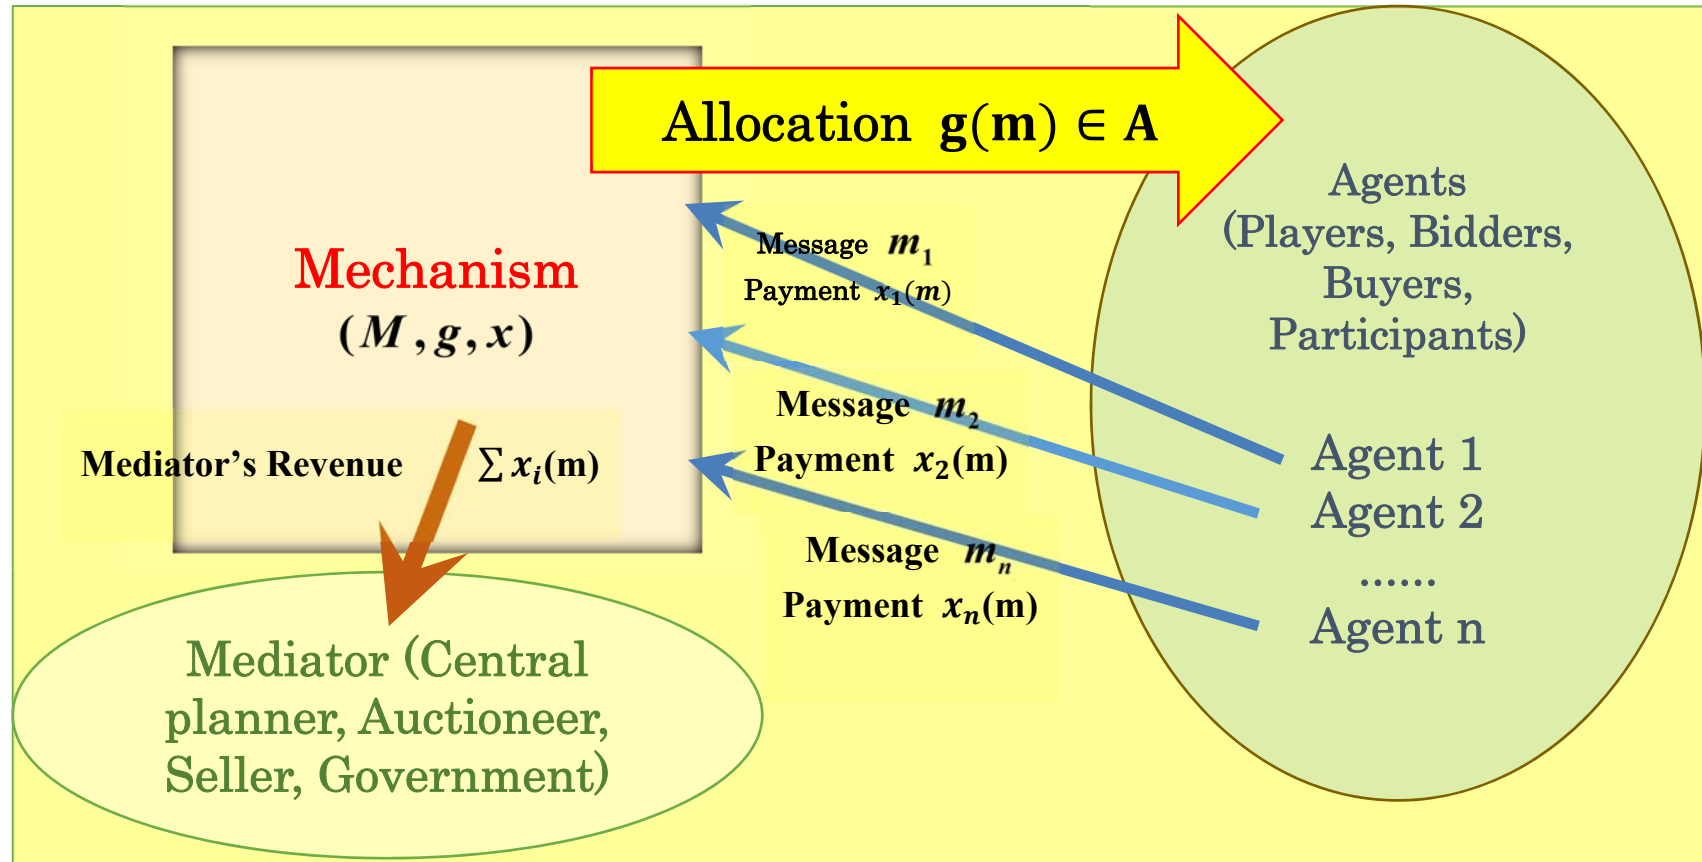 Allocation g(m) ∈ A
Mechanism
(M , g, x)
Message m₁
Payment x₁(m)
Message m₂
Payment x₂(m)
Message mₙ
Payment xₙ(m)
Agents
(Players, Bidders,
Buyers,
Participants)
Agent 1
Agent 2
......
Agent n
Mediator’s Revenue ∑ xᵢ(m)
Mediator (Central
planner, Auctioneer,
Seller, Government)